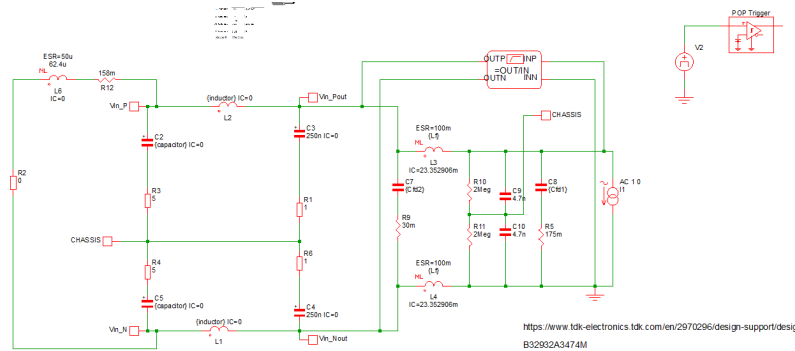 POP Trigger
V2
ESR=50u
62.4u
NL
L6
IC=0
158m
R12
{inductor} IC=0
L2
Vin_P
Vin_Pout
OUTP
INP
=OUT/IN
OUTN
INN
C2
{capacitor} IC=0
C3
250n IC=0
ESR=100m
{Lf}
NL
L3
IC=23.352906m
CHASSIS
R2
0
C7
{Cfd2}
R10
2Meg
C9
4.7n
C8
{Cfd1}
AC 1 0
I1
R3
5
R1
1
R9
30m
R11
2Meg
C10
4.7n
R5
175m
CHASSIS
R4
5
R6
1
ESR=100m
{Lf}
NL
L4
IC=23.352906m
C5
{capacitor} IC=0
C4
250n IC=0
Vin_N
{inductor} IC=0
L1
Vin_Nout
https://www.tdk-electronics.tdk.com/en/2970296/design-support/desig
B32932A3474M